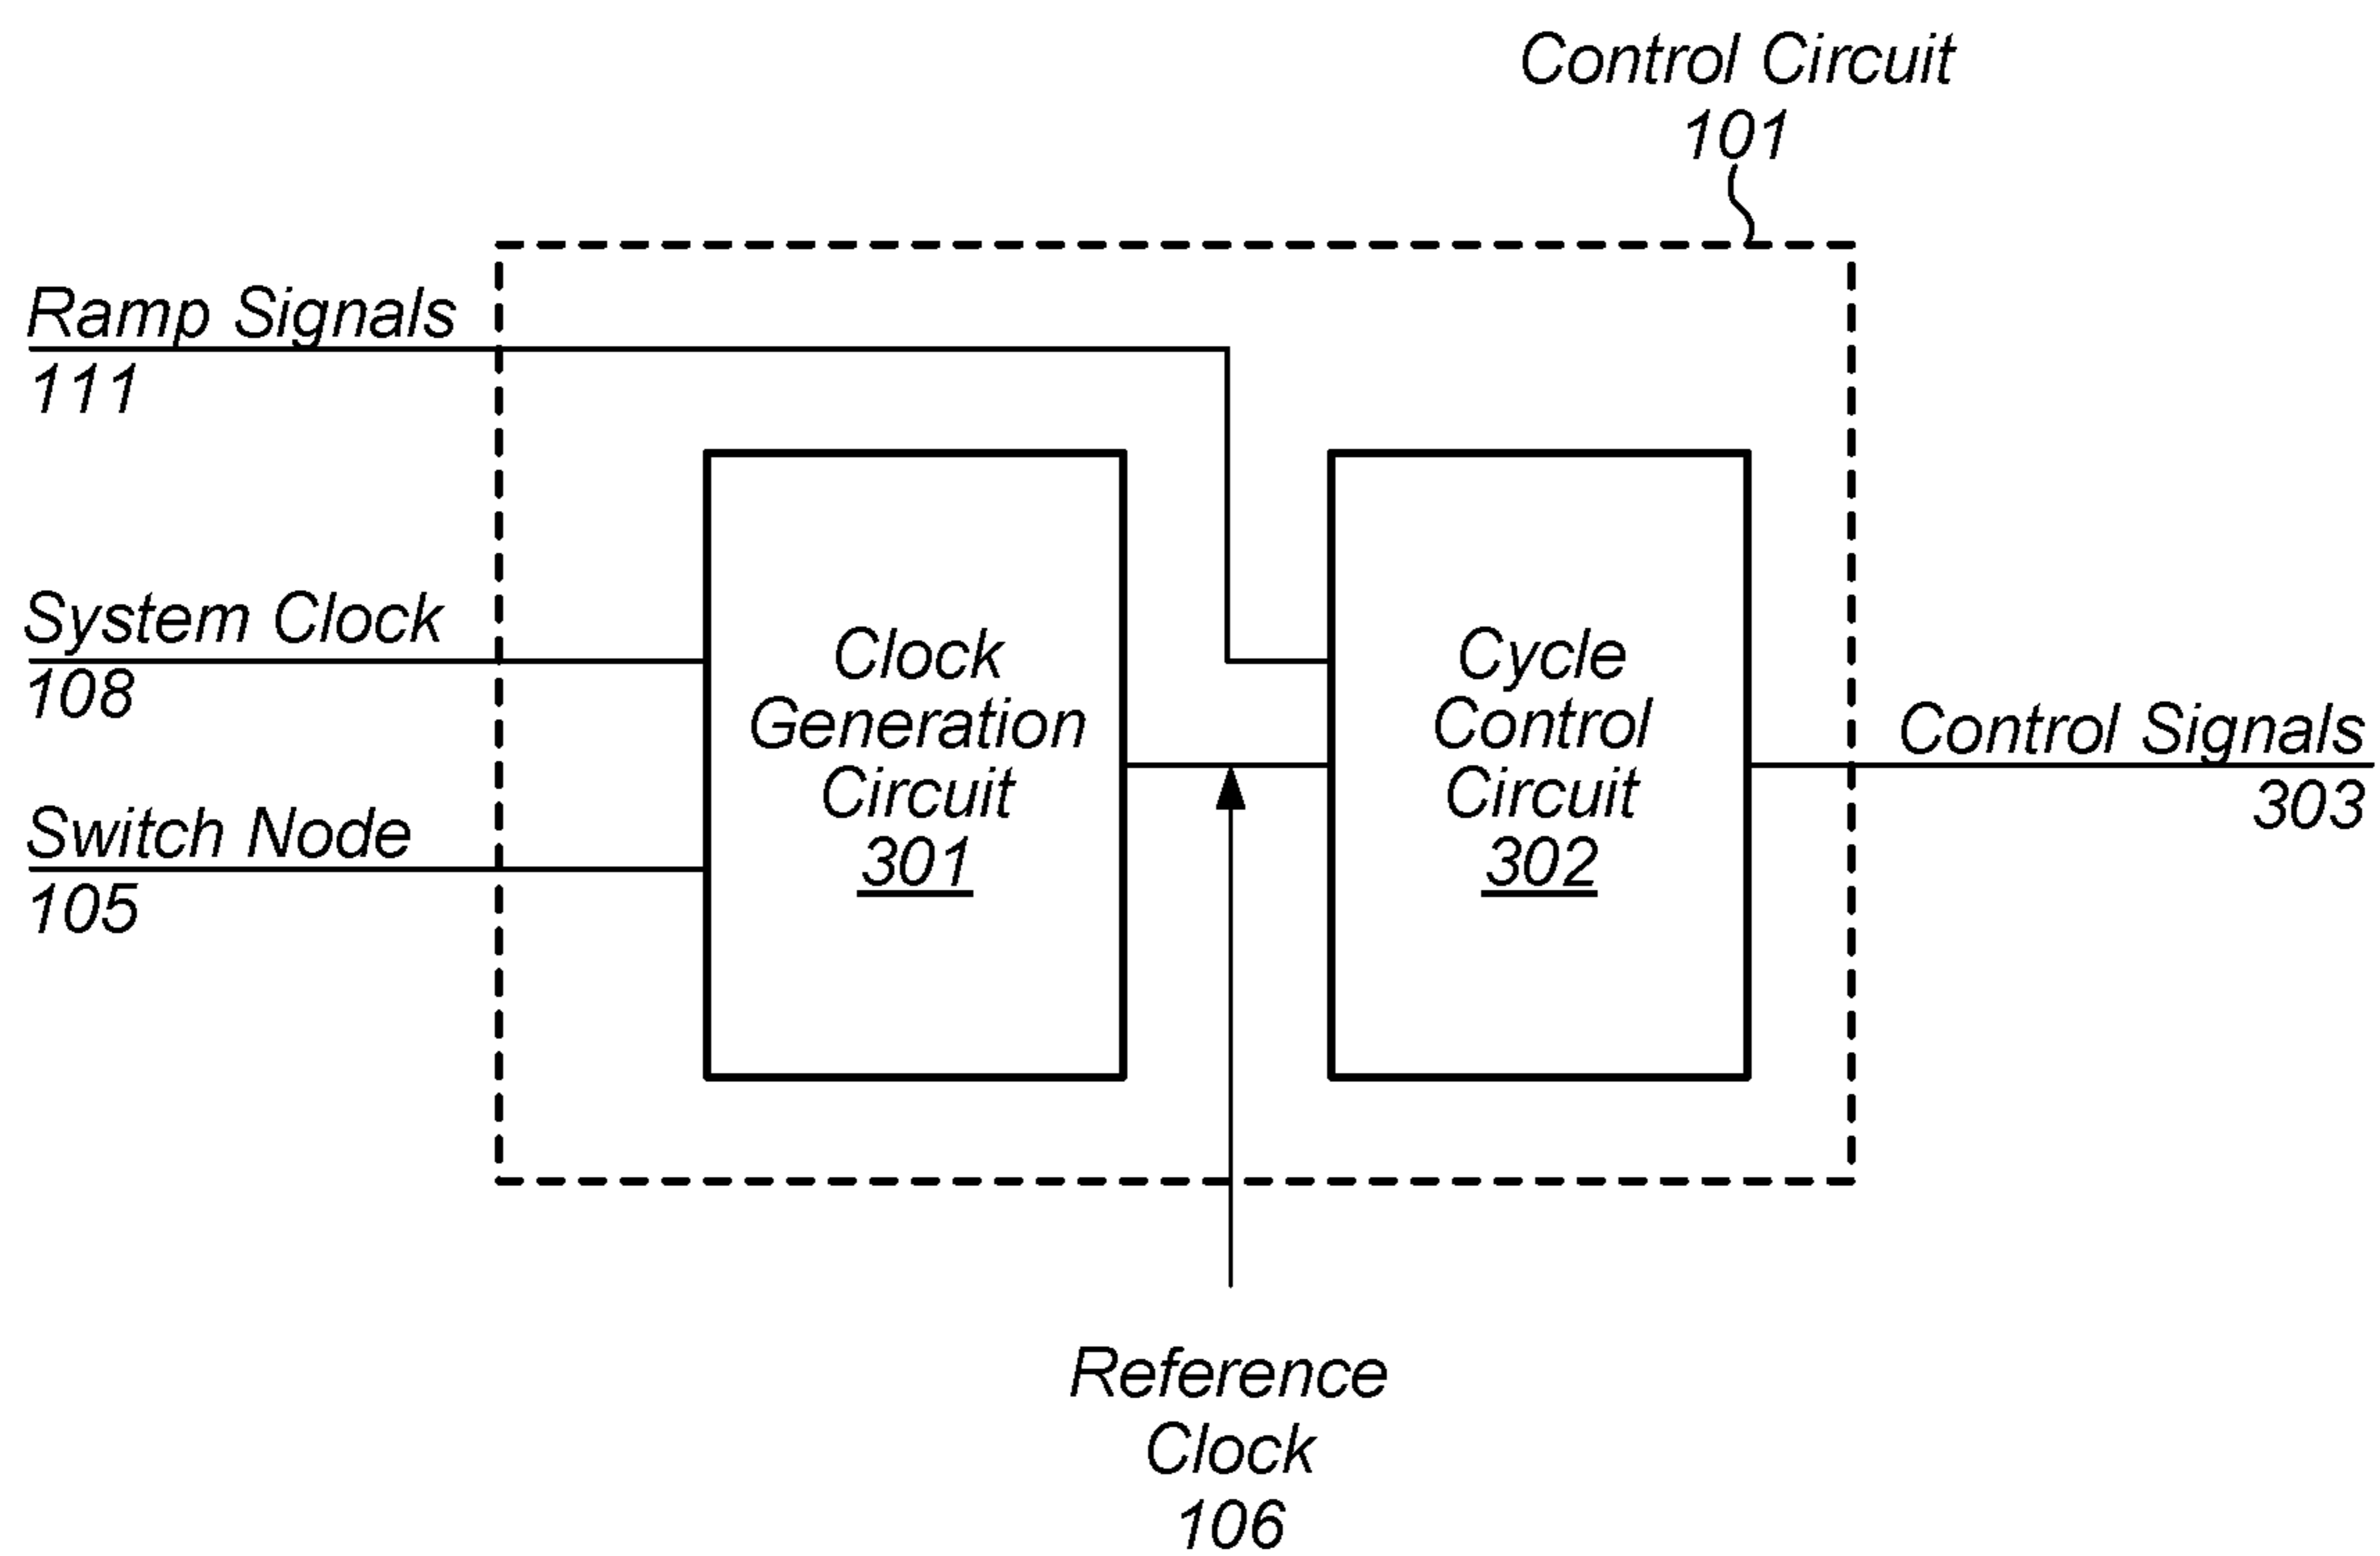 Control Circuit
101
Ramp Signals
111
System Clock
108
Switch Node
105
Clock
Generation
Circuit
301
Cycle
Control
Circuit
302
Control Signals
303
Reference
Clock
106